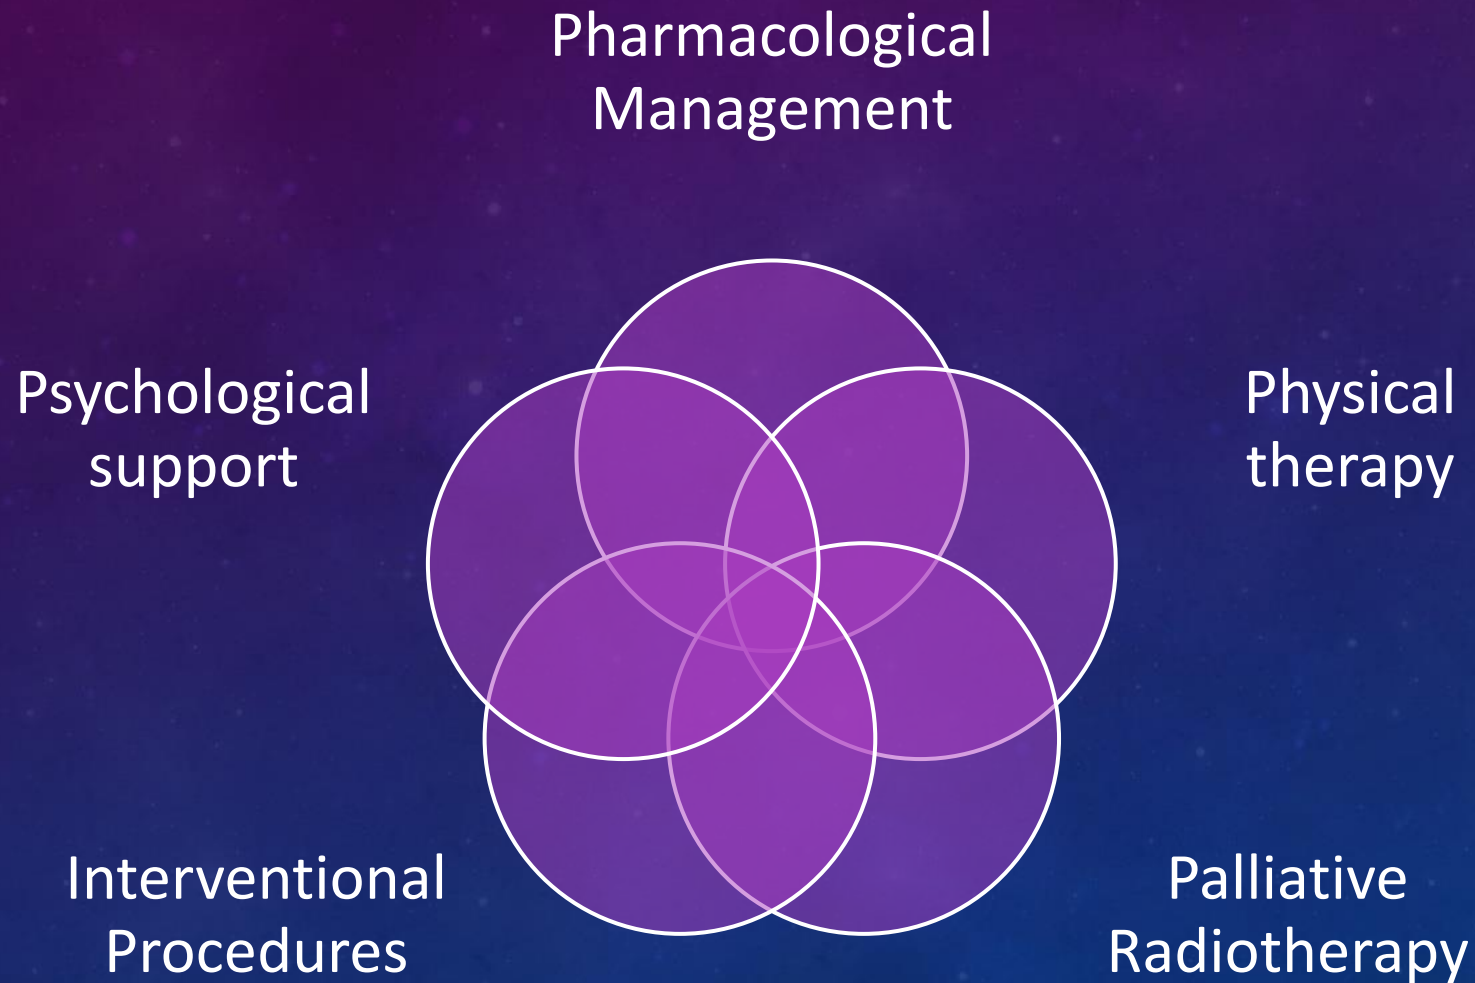 Pharmacological
Management
Psychological
support
Physical
therapy
Interventional
Procedures
Palliative
Radiotherapy